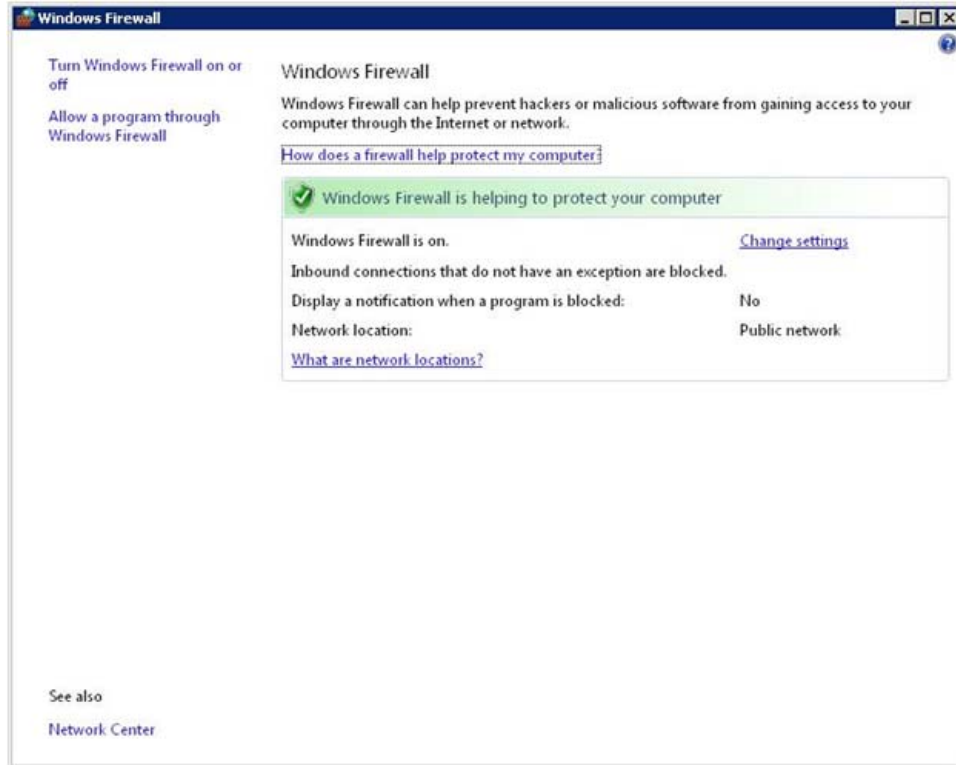 Windows Firewall
Turn Windows Firewall on or
off
Allow a program through
Windows Firewall
Windows Firewall
Windows Firewall can help prevent hackers or malicious software from gaining access to your
computer through the Internet or network.
How does a firewall help protect my computer?
Windows Firewall is helping to protect your computer
Windows Firewall is on.
Change settings
Inbound connections that do not have an exception are blocked.
Display a notification when a program is blocked: No
Network location: Public network
What are network locations?
See also
Network Center